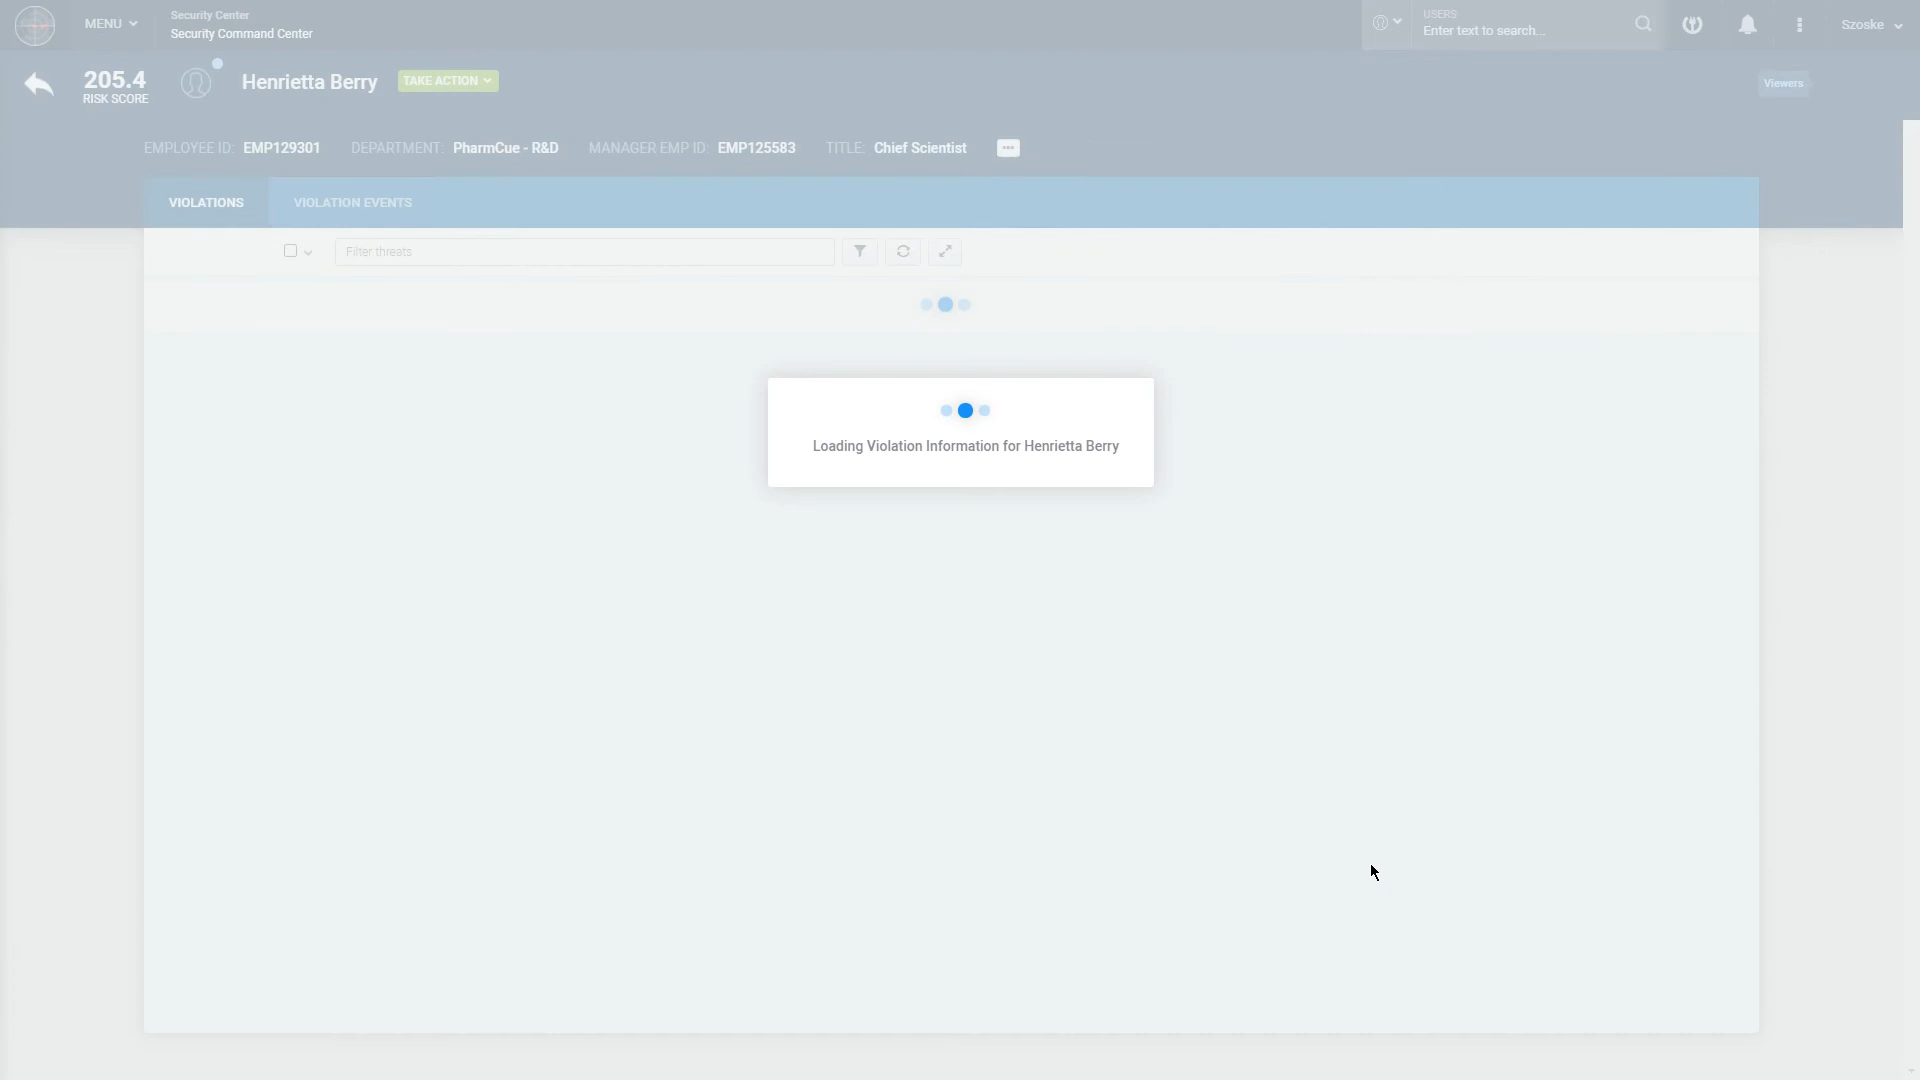 MENU
Security Center
Security Command Center
USERS
Enter text to search...
Szoske
205.4
RISK SCORE
Henrietta Berry
TAKE ACTION
Viewers
EMPLOYEE ID: EMP129301 DEPARTMENT: PharmCue - R&D MANAGER EMP ID: EMP125583 TITLE: Chief Scientist
VIOLATIONS VIOLATION EVENTS
Filter threats
Loading Violation Information for Henrietta Berry